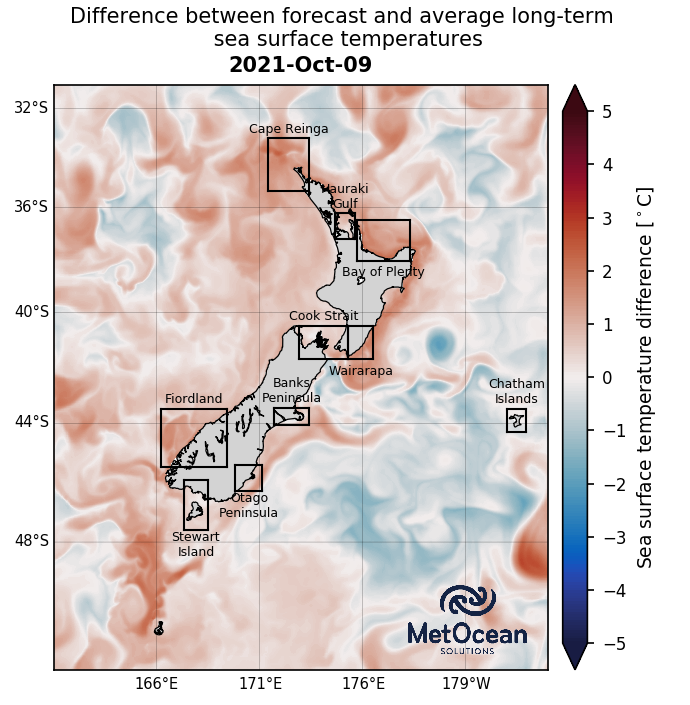 Difference between forecast and average long-term
sea surface temperatures
2021-Oct-09
32°S
36°S
40°S
44°S
48°S
166°E
171°E
176°E
179°W
Cape Reinga
Hauraki
Gulf
Bay of Plenty
Cook Strait
Wairarapa
Banks
Peninsula
Fiordland
Chatham
Islands
Otago
Peninsula
Stewart
Island
MetOcean
SOLUTIONS
5
4
3
2
1
0
−1
−2
−3
−4
−5
Sea surface temperature difference [°C]